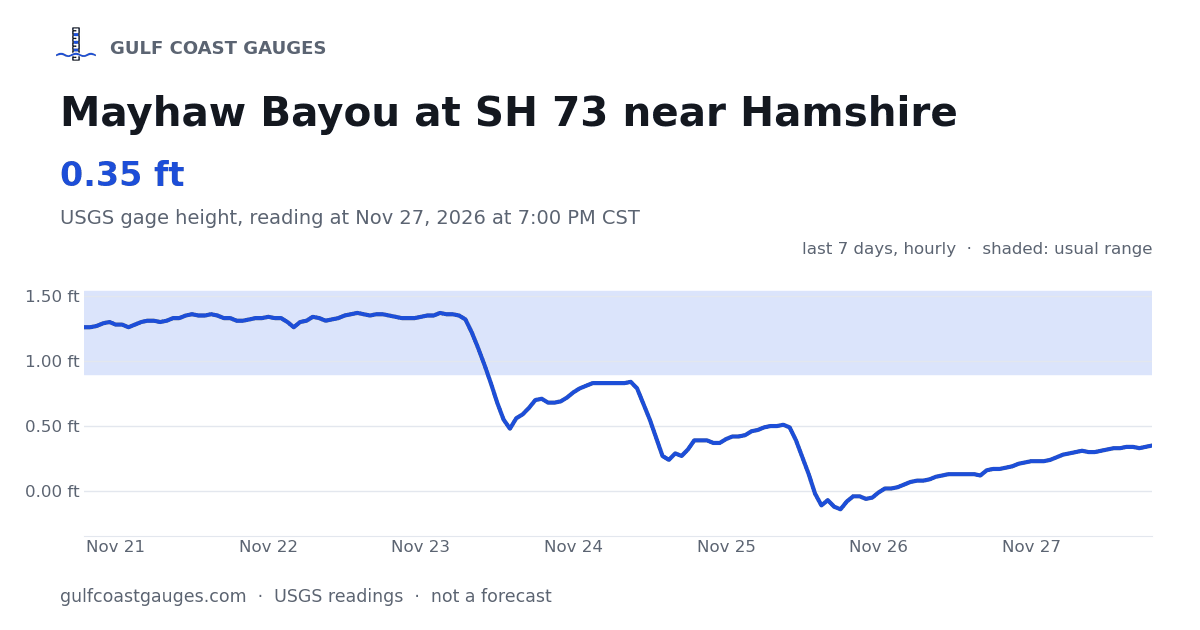 GULF COAST GAUGES
Mayhaw Bayou at SH 73 near Hamshire
0.35 ft
USGS gage height, reading at Nov 27, 2026 at 7:00 PM CST
last 7 days, hourly · shaded: usual range
1.50 ft
1.00 ft
0.50 ft
0.00 ft
Nov 21 Nov 22 Nov 23 Nov 24 Nov 25 Nov 26 Nov 27
gulfcoastgauges.com · USGS readings · not a forecast